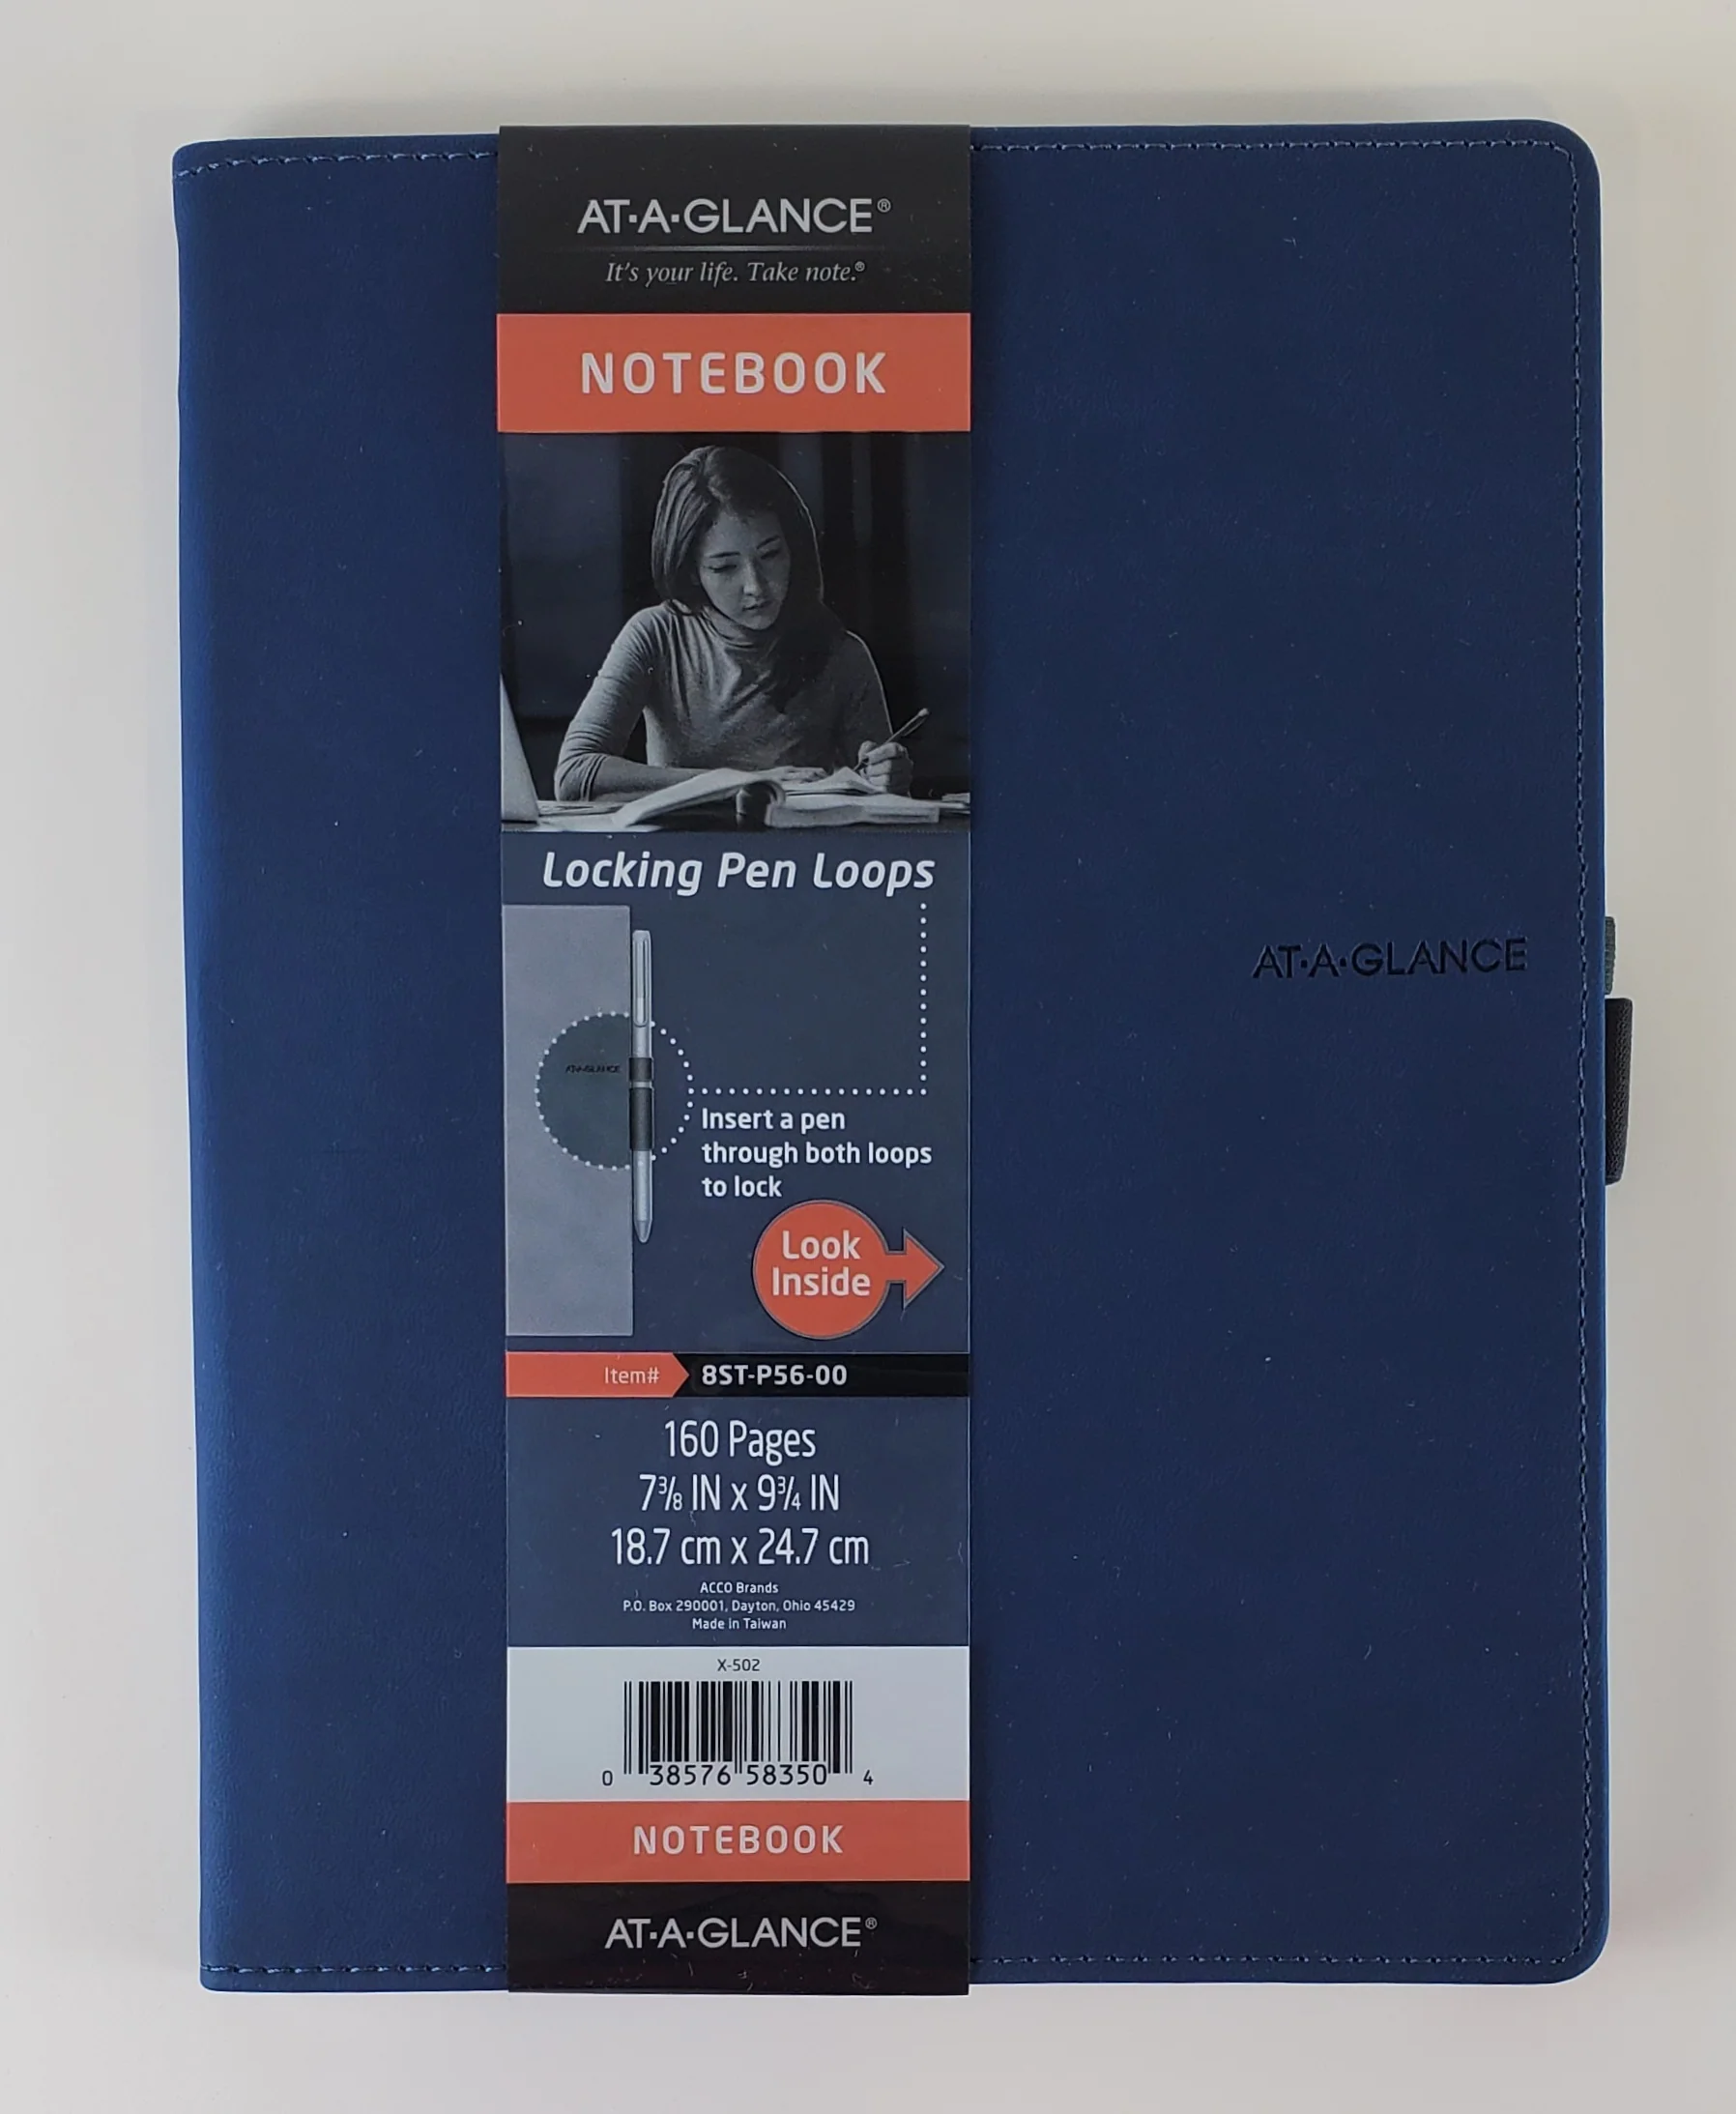 AT·A·GLANCE®
It's your life. Take note.®
NOTEBOOK
Locking Pen Loops
AT·A·GLANCE
Insert a pen
through both loops
to lock
Look
Inside
Item# 8ST-P56-00
160 Pages
7⅜ IN x 9¾ IN
18.7 cm x 24.7 cm
ACCO Brands
P.O. Box 290001, Dayton, Ohio 45429
Made in Taiwan
X-502
0 38576 58350 4
NOTEBOOK
AT·A·GLANCE®
AT·A·GLANCE